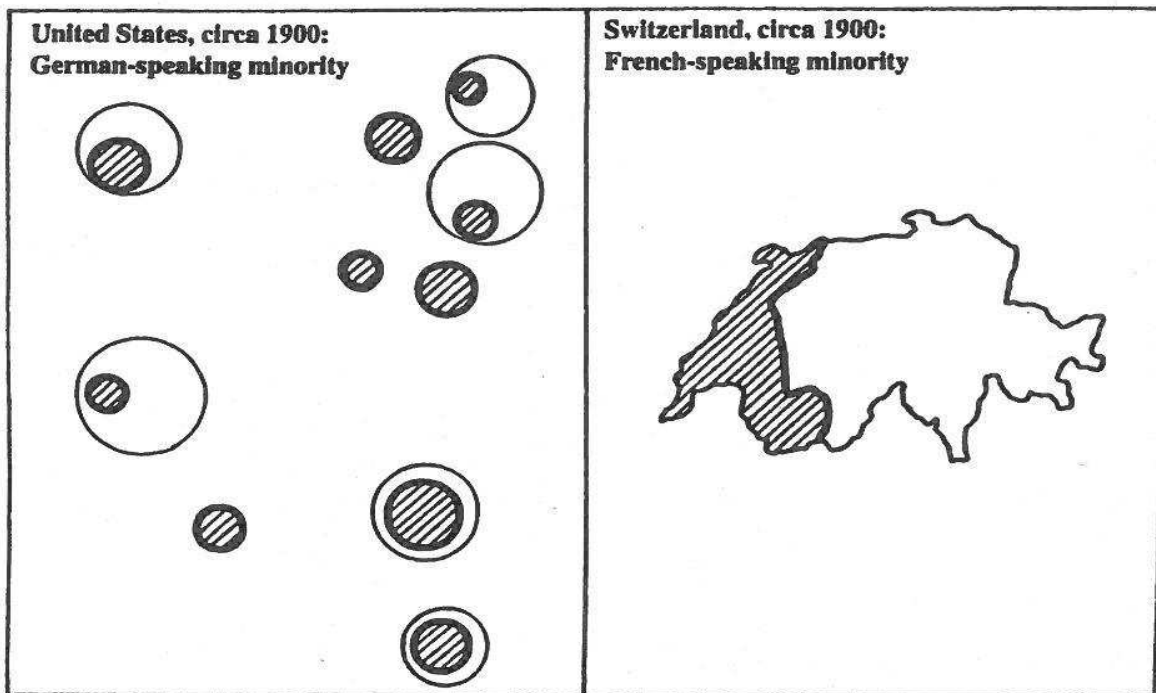 United States, circa 1900:
German-speaking minority
Switzerland, circa 1900:
French-speaking minority